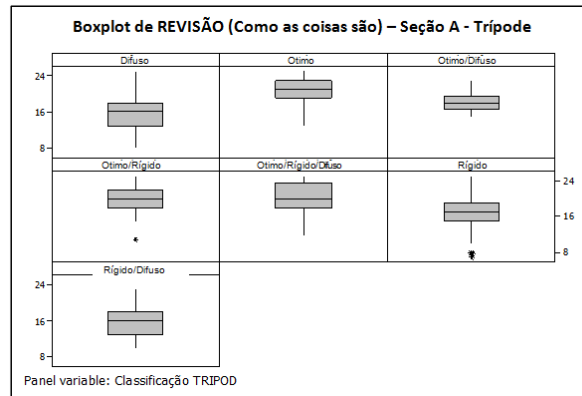 Boxplot de REVISÃO (Como as coisas são) – Seção A - Trípode
Difuso Otimo Otimo/Difuso
24
16
8
Otimo/Rígido Otimo/Rígido/Difuso Rígido
24
16
8
Rígido/Difuso
24
16
8
Panel variable: Classificação TRIPOD